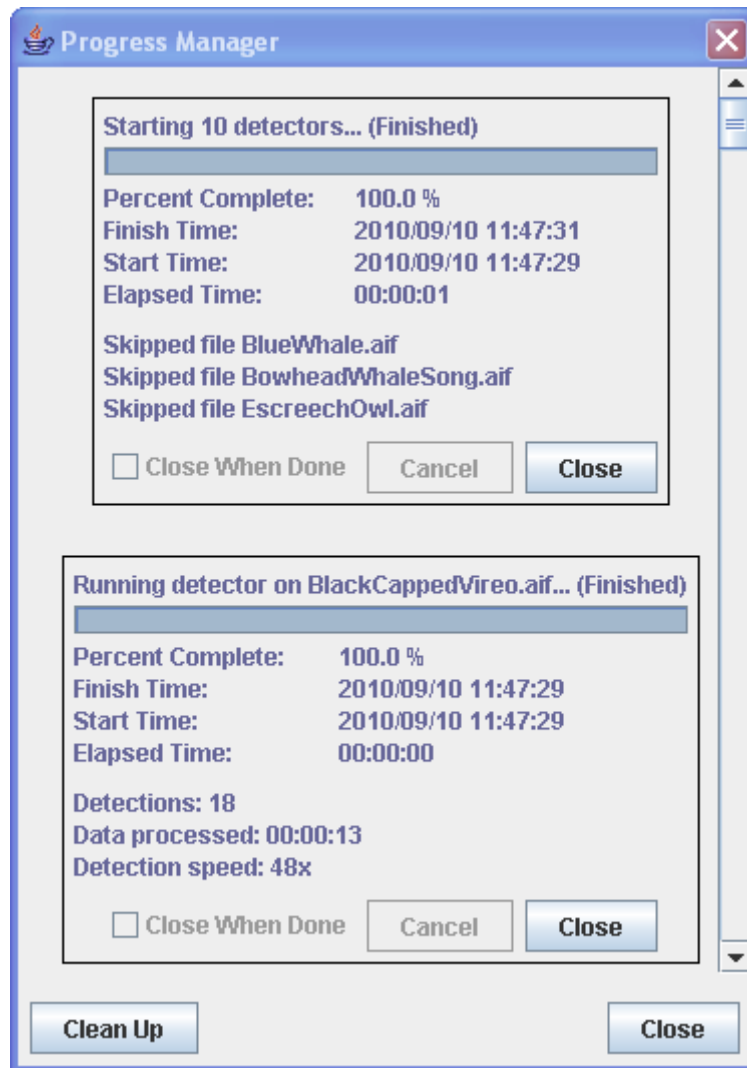 Progress Manager
Starting 10 detectors... (Finished)
Percent Complete: 100.0 %
Finish Time: 2010/09/10 11:47:31
Start Time: 2010/09/10 11:47:29
Elapsed Time: 00:00:01
Skipped file BlueWhale.aif
Skipped file BowheadWhaleSong.aif
Skipped file EscreechOwl.aif
Close When Done Cancel Close
Running detector on BlackCappedVireo.aif... (Finished)
Percent Complete: 100.0 %
Finish Time: 2010/09/10 11:47:29
Start Time: 2010/09/10 11:47:29
Elapsed Time: 00:00:00
Detections: 18
Data processed: 00:00:13
Detection speed: 48x
Close When Done Cancel Close
Clean Up Close